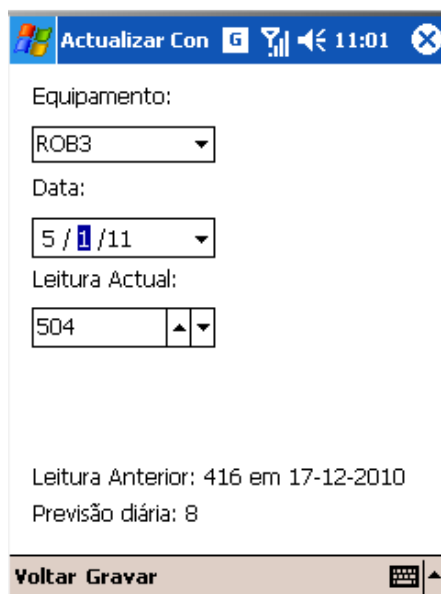 Actualizar Con G 11:01
Equipamento:
ROB3
Data:
5 / 1 /11
Leitura Actual:
504
Leitura Anterior: 416 em 17-12-2010
Previsão diária: 8
Voltar Gravar